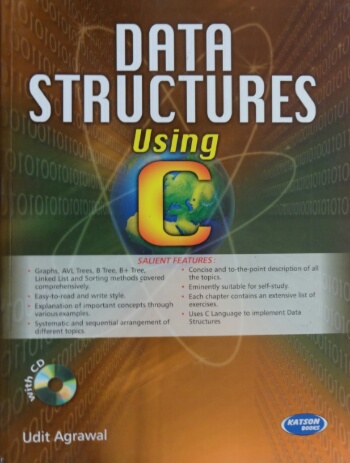 DATA
STRUCTURES
Using
C
SALIENT FEATURES:
• Graphs, AVL Trees, B Tree, B+ Tree,
Linked List and Sorting methods covered
comprehensively.
• Easy-to-read and write style.
• Explanation of important concepts through
various examples.
• Systematic and sequential arrangement of
different topics.
• Concise and to-the-point description of all
the topics.
• Eminently suitable for self-study.
• Each chapter contains an extensive list of
exercises.
• Uses C Language to implement Data
Structures
with CD
Udit Agrawal
KATSON
BOOKS